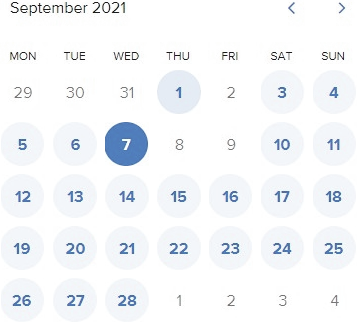 September 2021
MON TUE WED THU FRI SAT SUN
29 30 31 1 2 3 4
5 6 7 8 9 10 11
12 13 14 15 16 17 18
19 20 21 22 23 24 25
26 27 28 1 2 3 4